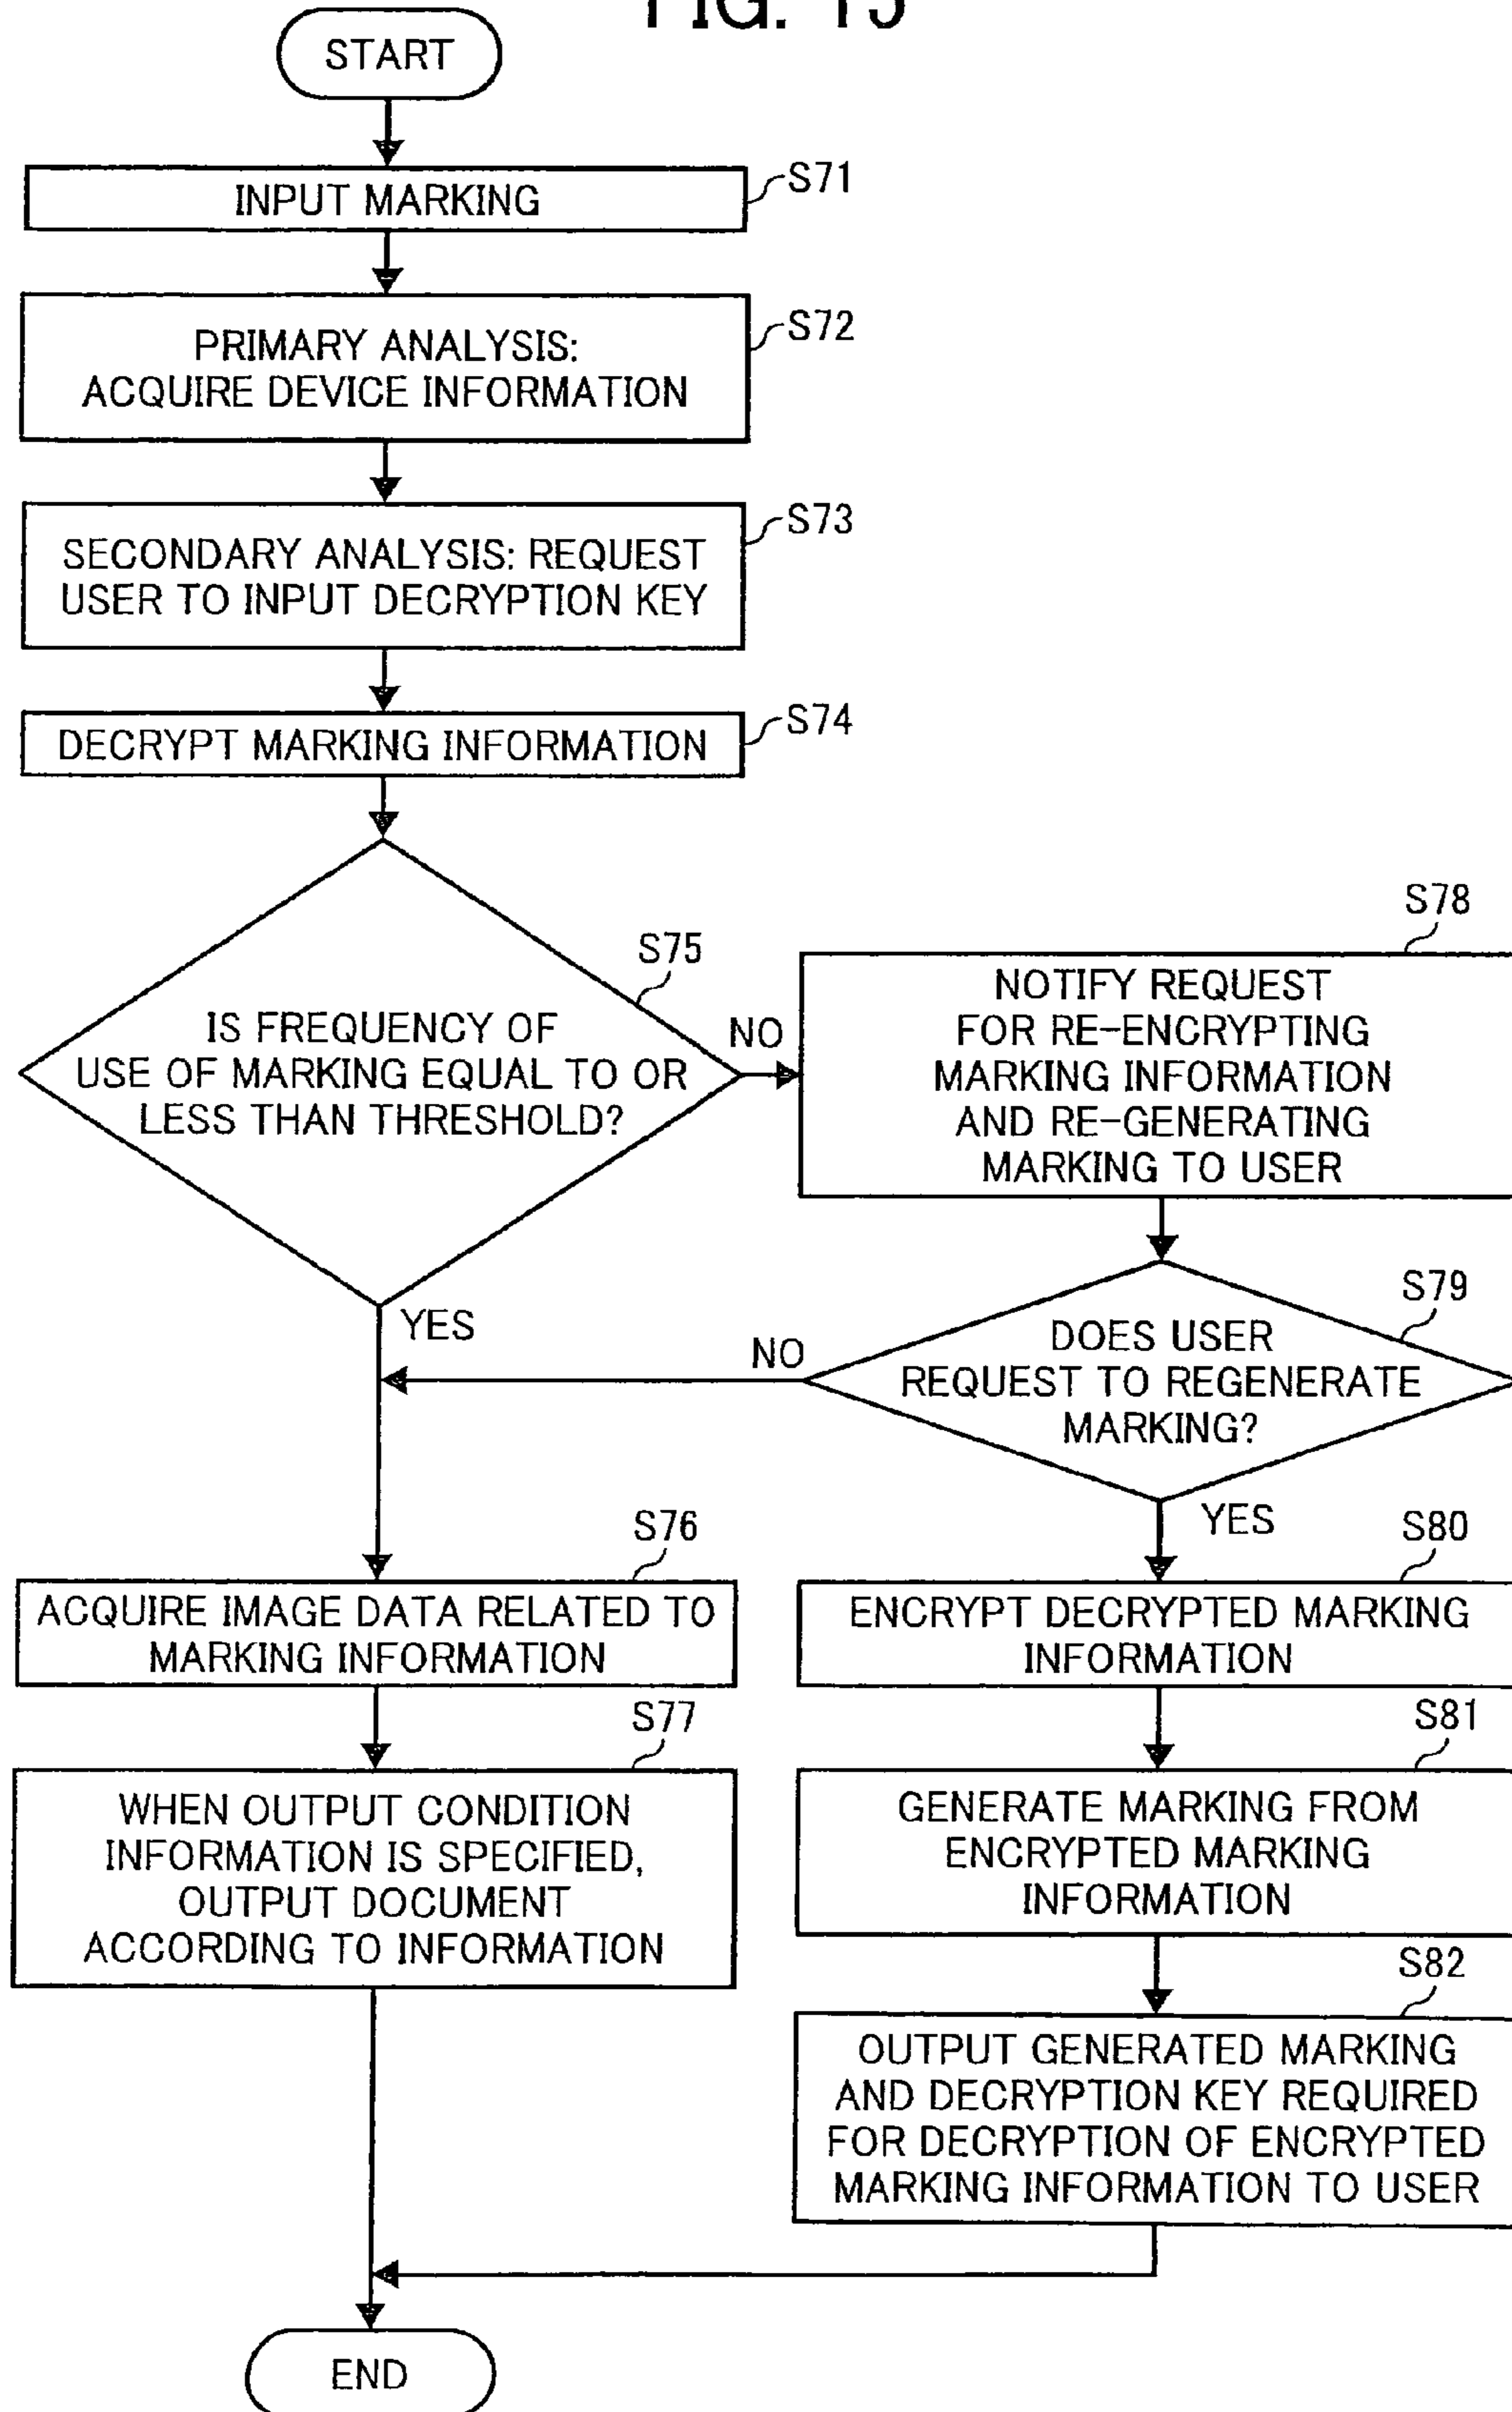 FIG. 15
START
S71
INPUT MARKING
S72
PRIMARY ANALYSIS:
ACQUIRE DEVICE INFORMATION
S73
SECONDARY ANALYSIS: REQUEST
USER TO INPUT DECRYPTION KEY
S74
DECRYPT MARKING INFORMATION
S75
IS FREQUENCY OF
USE OF MARKING EQUAL TO OR
LESS THAN THRESHOLD?
NO
YES
S78
NOTIFY REQUEST
FOR RE-ENCRYPTING
MARKING INFORMATION
AND RE-GENERATING
MARKING TO USER
S79
DOES USER
REQUEST TO REGENERATE
MARKING?
NO
YES
S76
ACQUIRE IMAGE DATA RELATED TO
MARKING INFORMATION
S77
WHEN OUTPUT CONDITION
INFORMATION IS SPECIFIED,
OUTPUT DOCUMENT
ACCORDING TO INFORMATION
S80
ENCRYPT DECRYPTED MARKING
INFORMATION
S81
GENERATE MARKING FROM
ENCRYPTED MARKING
INFORMATION
S82
OUTPUT GENERATED MARKING
AND DECRYPTION KEY REQUIRED
FOR DECRYPTION OF ENCRYPTED
MARKING INFORMATION TO USER
END